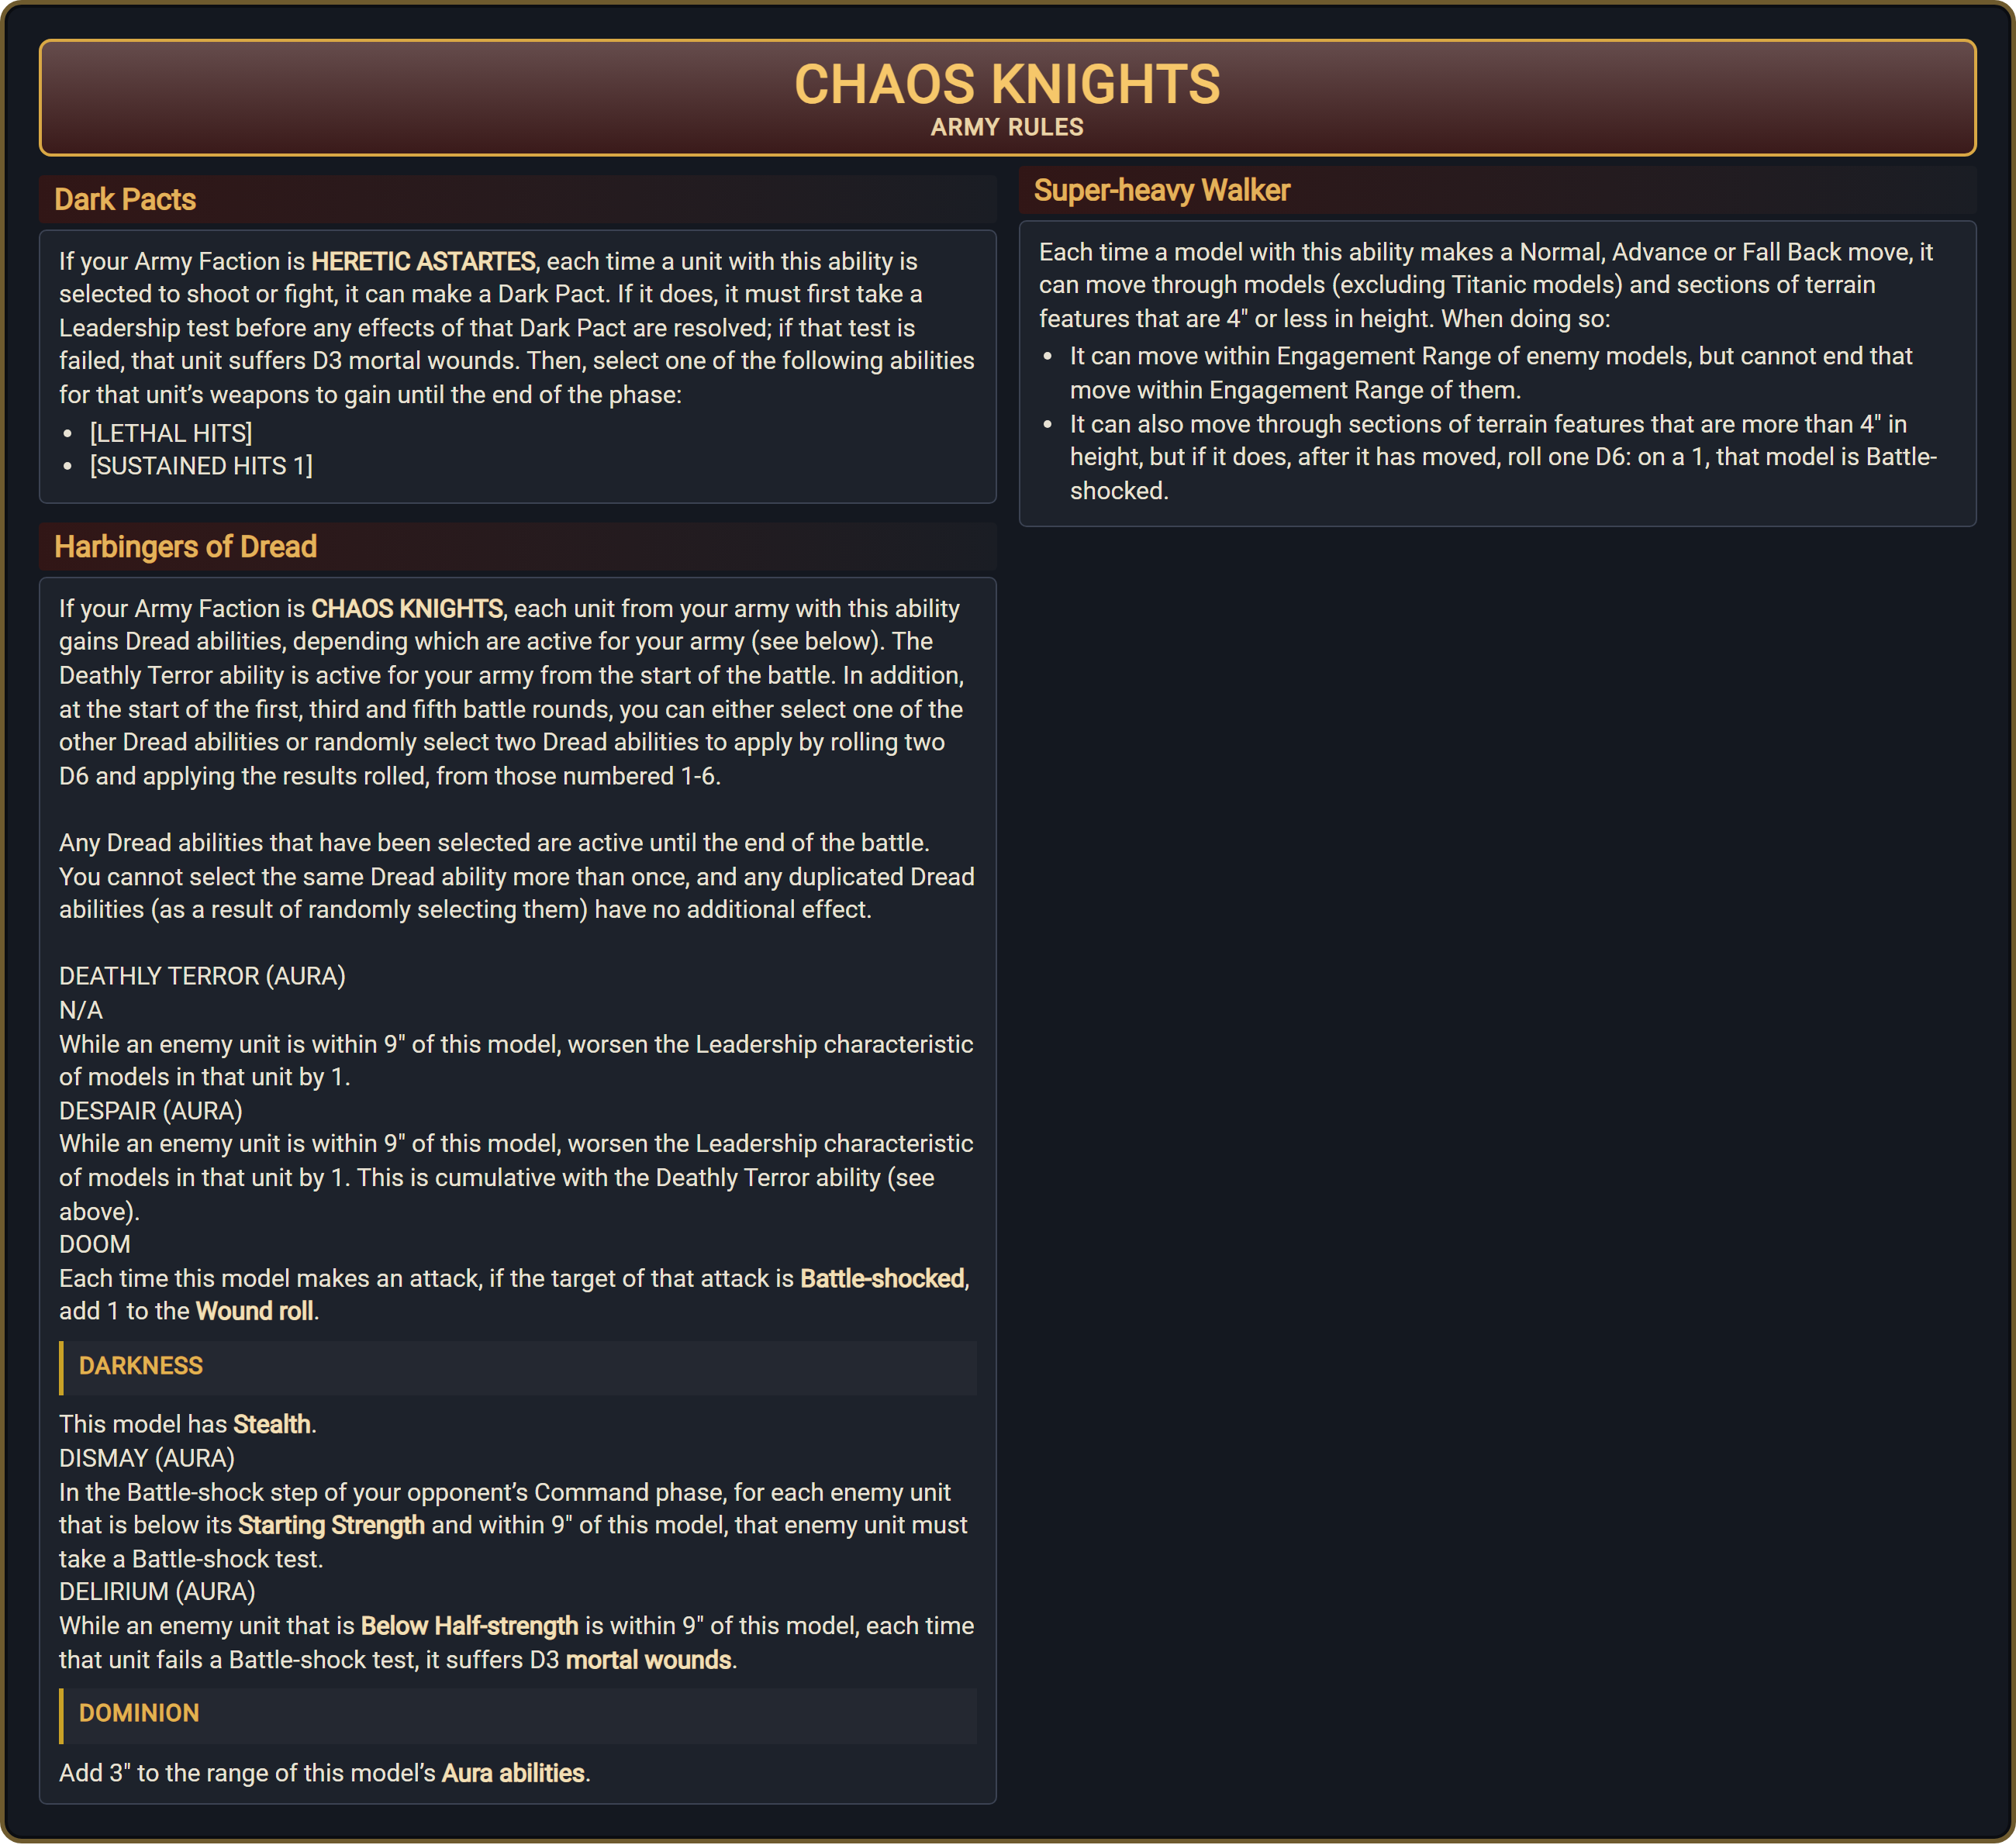 CHAOS KNIGHTS
ARMY RULES
Dark Pacts
If your Army Faction is HERETIC ASTARTES, each time a unit with this ability is
selected to shoot or fight, it can make a Dark Pact. If it does, it must first take a
Leadership test before any effects of that Dark Pact are resolved; if that test is
failed, that unit suffers D3 mortal wounds. Then, select one of the following abilities
for that unit’s weapons to gain until the end of the phase:
• [LETHAL HITS]
• [SUSTAINED HITS 1]
Harbingers of Dread
If your Army Faction is CHAOS KNIGHTS, each unit from your army with this ability
gains Dread abilities, depending which are active for your army (see below). The
Deathly Terror ability is active for your army from the start of the battle. In addition,
at the start of the first, third and fifth battle rounds, you can either select one of the
other Dread abilities or randomly select two Dread abilities to apply by rolling two
D6 and applying the results rolled, from those numbered 1-6.
Any Dread abilities that have been selected are active until the end of the battle.
You cannot select the same Dread ability more than once, and any duplicated Dread
abilities (as a result of randomly selecting them) have no additional effect.
DEATHLY TERROR (AURA)
N/A
While an enemy unit is within 9" of this model, worsen the Leadership characteristic
of models in that unit by 1.
DESPAIR (AURA)
While an enemy unit is within 9" of this model, worsen the Leadership characteristic
of models in that unit by 1. This is cumulative with the Deathly Terror ability (see
above).
DOOM
Each time this model makes an attack, if the target of that attack is Battle-shocked,
add 1 to the Wound roll.
DARKNESS
This model has Stealth.
DISMAY (AURA)
In the Battle-shock step of your opponent’s Command phase, for each enemy unit
that is below its Starting Strength and within 9" of this model, that enemy unit must
take a Battle-shock test.
DELIRIUM (AURA)
While an enemy unit that is Below Half-strength is within 9" of this model, each time
that unit fails a Battle-shock test, it suffers D3 mortal wounds.
DOMINION
Add 3" to the range of this model’s Aura abilities.
Super-heavy Walker
Each time a model with this ability makes a Normal, Advance or Fall Back move, it
can move through models (excluding Titanic models) and sections of terrain
features that are 4" or less in height. When doing so:
• It can move within Engagement Range of enemy models, but cannot end that
move within Engagement Range of them.
• It can also move through sections of terrain features that are more than 4" in
height, but if it does, after it has moved, roll one D6: on a 1, that model is Battle-
shocked.